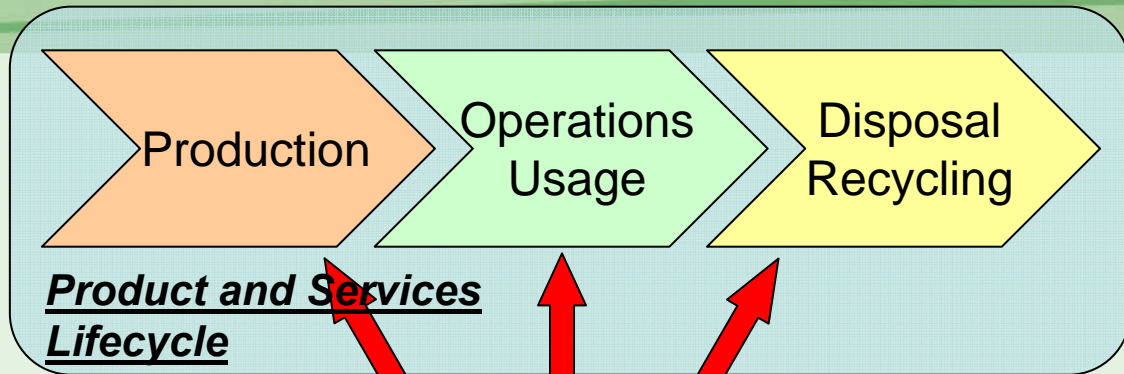 Production
Operations
Usage
Disposal
Recycling
Product and Services
Lifecycle